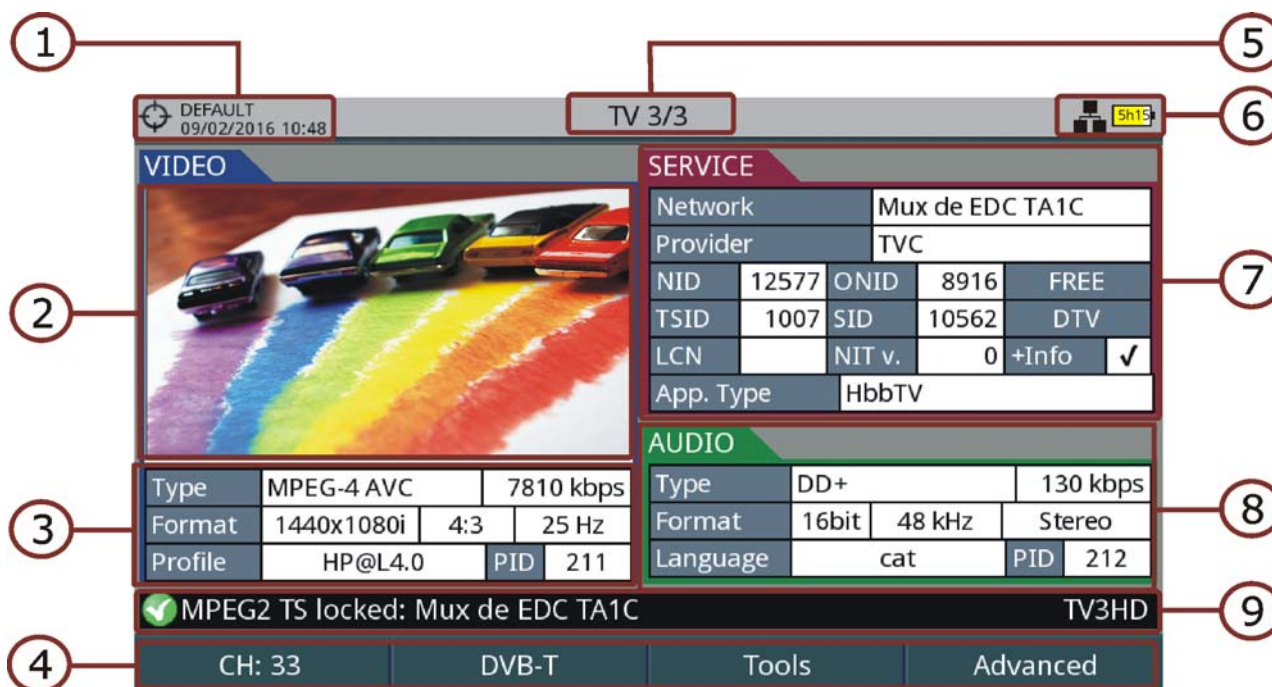 1
5
DEFAULT
09/02/2016 10:48
TV 3/3
5h15
6
VIDEO
SERVICE
Network Mux de EDC TA1C
Provider TVC
NID 12577 ONID 8916 FREE
7
2
TSID 1007 SID 10562 DTV
LCN NIT v. 0 +Info ✓
App. Type HbbTV
AUDIO
Type MPEG-4 AVC 7810 kbps
Type DD+ 130 kbps
3
Format 1440x1080i 4:3 25 Hz
Format 16bit 48 kHz Stereo
8
Profile HP@L4.0 PID 211
Language cat PID 212
MPEG2 TS locked: Mux de EDC TA1C TV3HD
9
4
CH: 33 DVB-T Tools Advanced